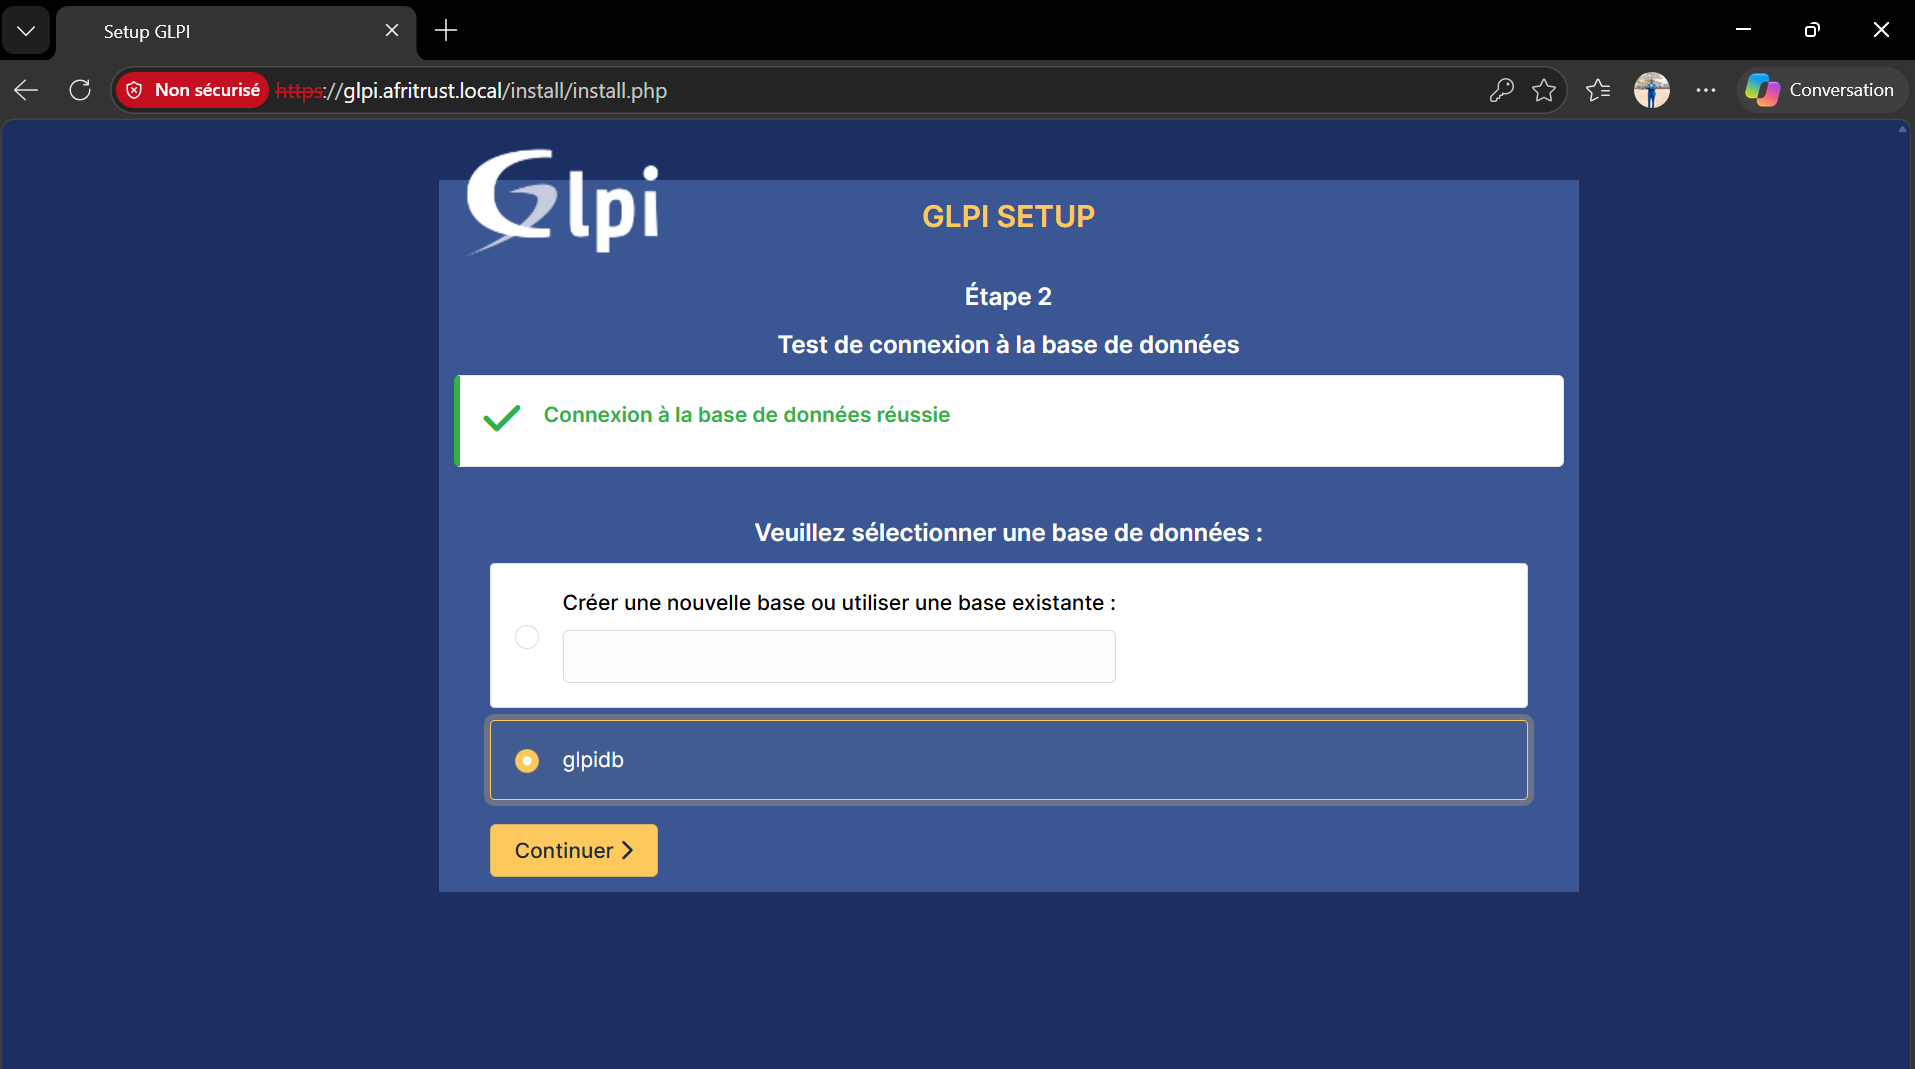 Setup GLPI
Non sécurisé https://glpi.afritrust.local/install/install.php
Conversation
Glpi
GLPI SETUP
Étape 2
Test de connexion à la base de données
Connexion à la base de données réussie
Veuillez sélectionner une base de données :
Créer une nouvelle base ou utiliser une base existante :
glpidb
Continuer